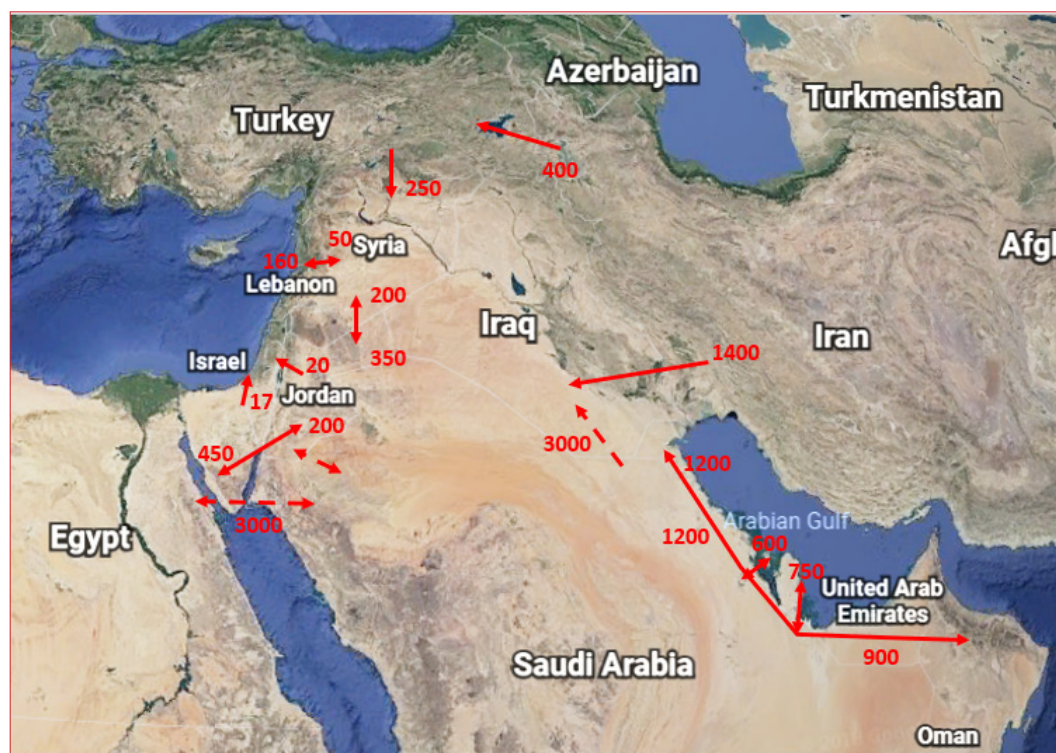 Azerbaijan
Turkmenistan
Turkey
400
250
50
Syria
160
Lebanon
200
Afgh
Iraq
Iran
350
1400
Israel
20
Jordan
17
200
450
3000
1200
3000
Arabian Gulf
1200
600
Egypt
750
United Arab
Emirates
900
Saudi Arabia
Oman